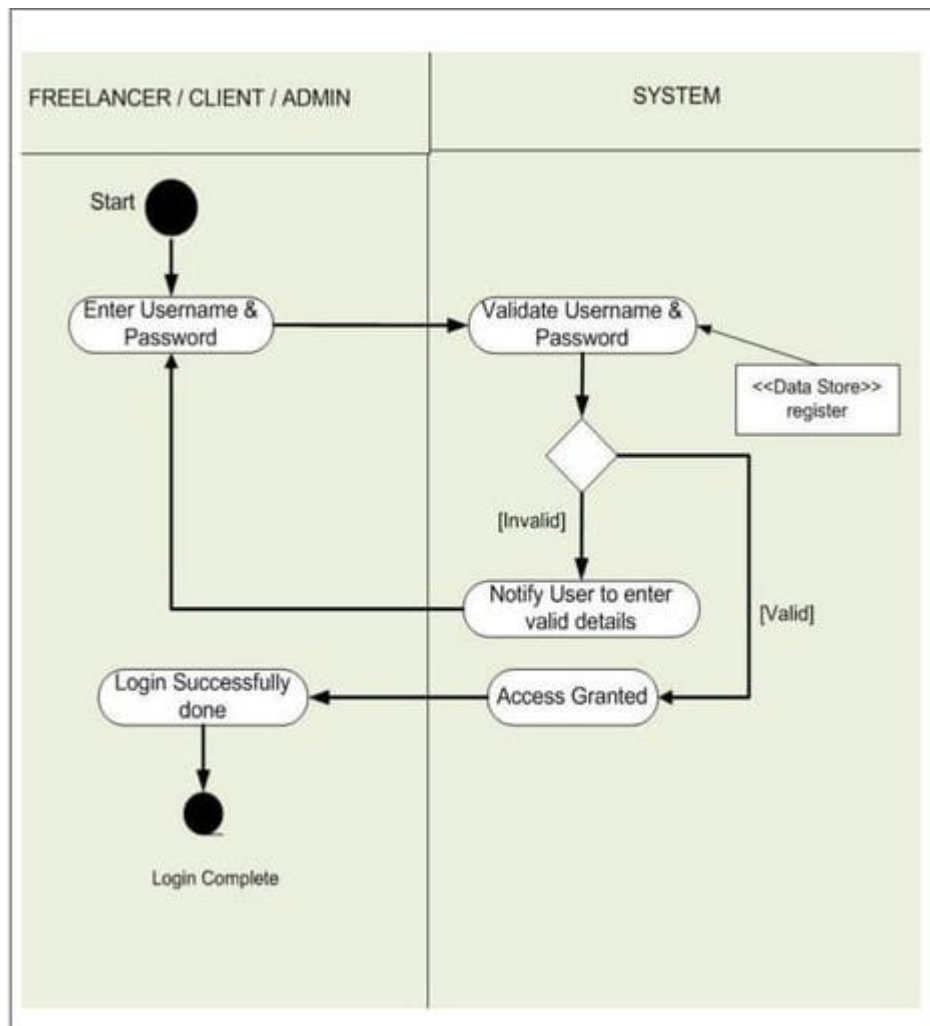 FREELANCER / CLIENT / ADMIN
SYSTEM
Start
Enter Username &
Password
Validate Username &
Password
<<Data Store>>
register
[Invalid]
Notify User to enter
valid details
[Valid]
Login Successfully
done
Access Granted
Login Complete